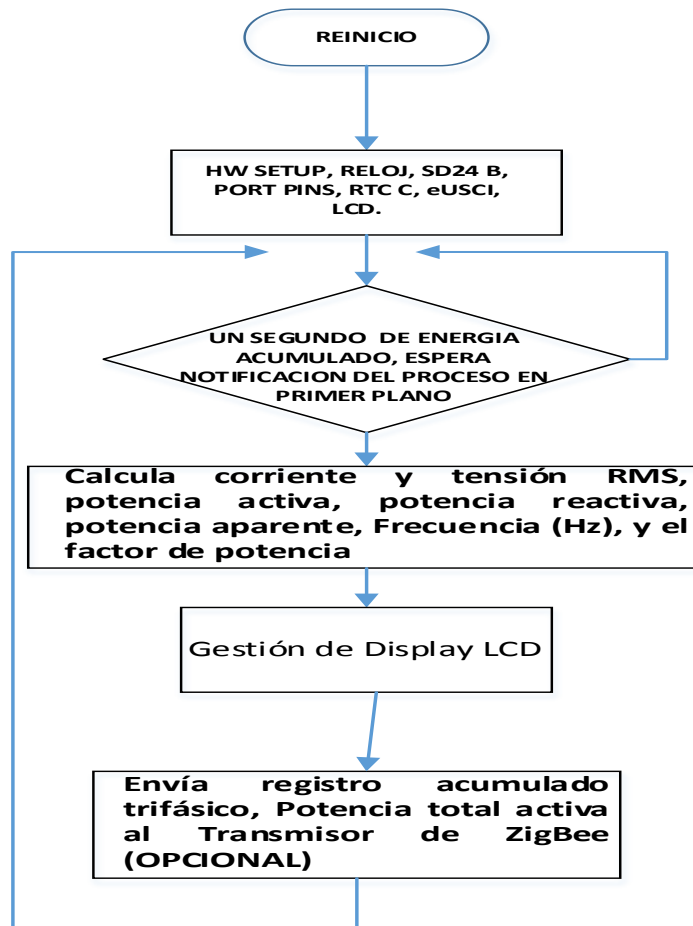 REINICIO
HW SETUP, RELOJ, SD24 B,
PORT PINS, RTC C, eUSCI,
LCD.
UN SEGUNDO DE ENERGIA
ACUMULADO, ESPERA
NOTIFICACION DEL PROCESO EN
PRIMER PLANO
Calcula corriente y tensión RMS,
potencia activa, potencia reactiva,
potencia aparente, Frecuencia (Hz), y el
factor de potencia
Gestión de Display LCD
Envía registro acumulado
trifásico, Potencia total activa
al Transmisor de ZigBee
(OPCIONAL)